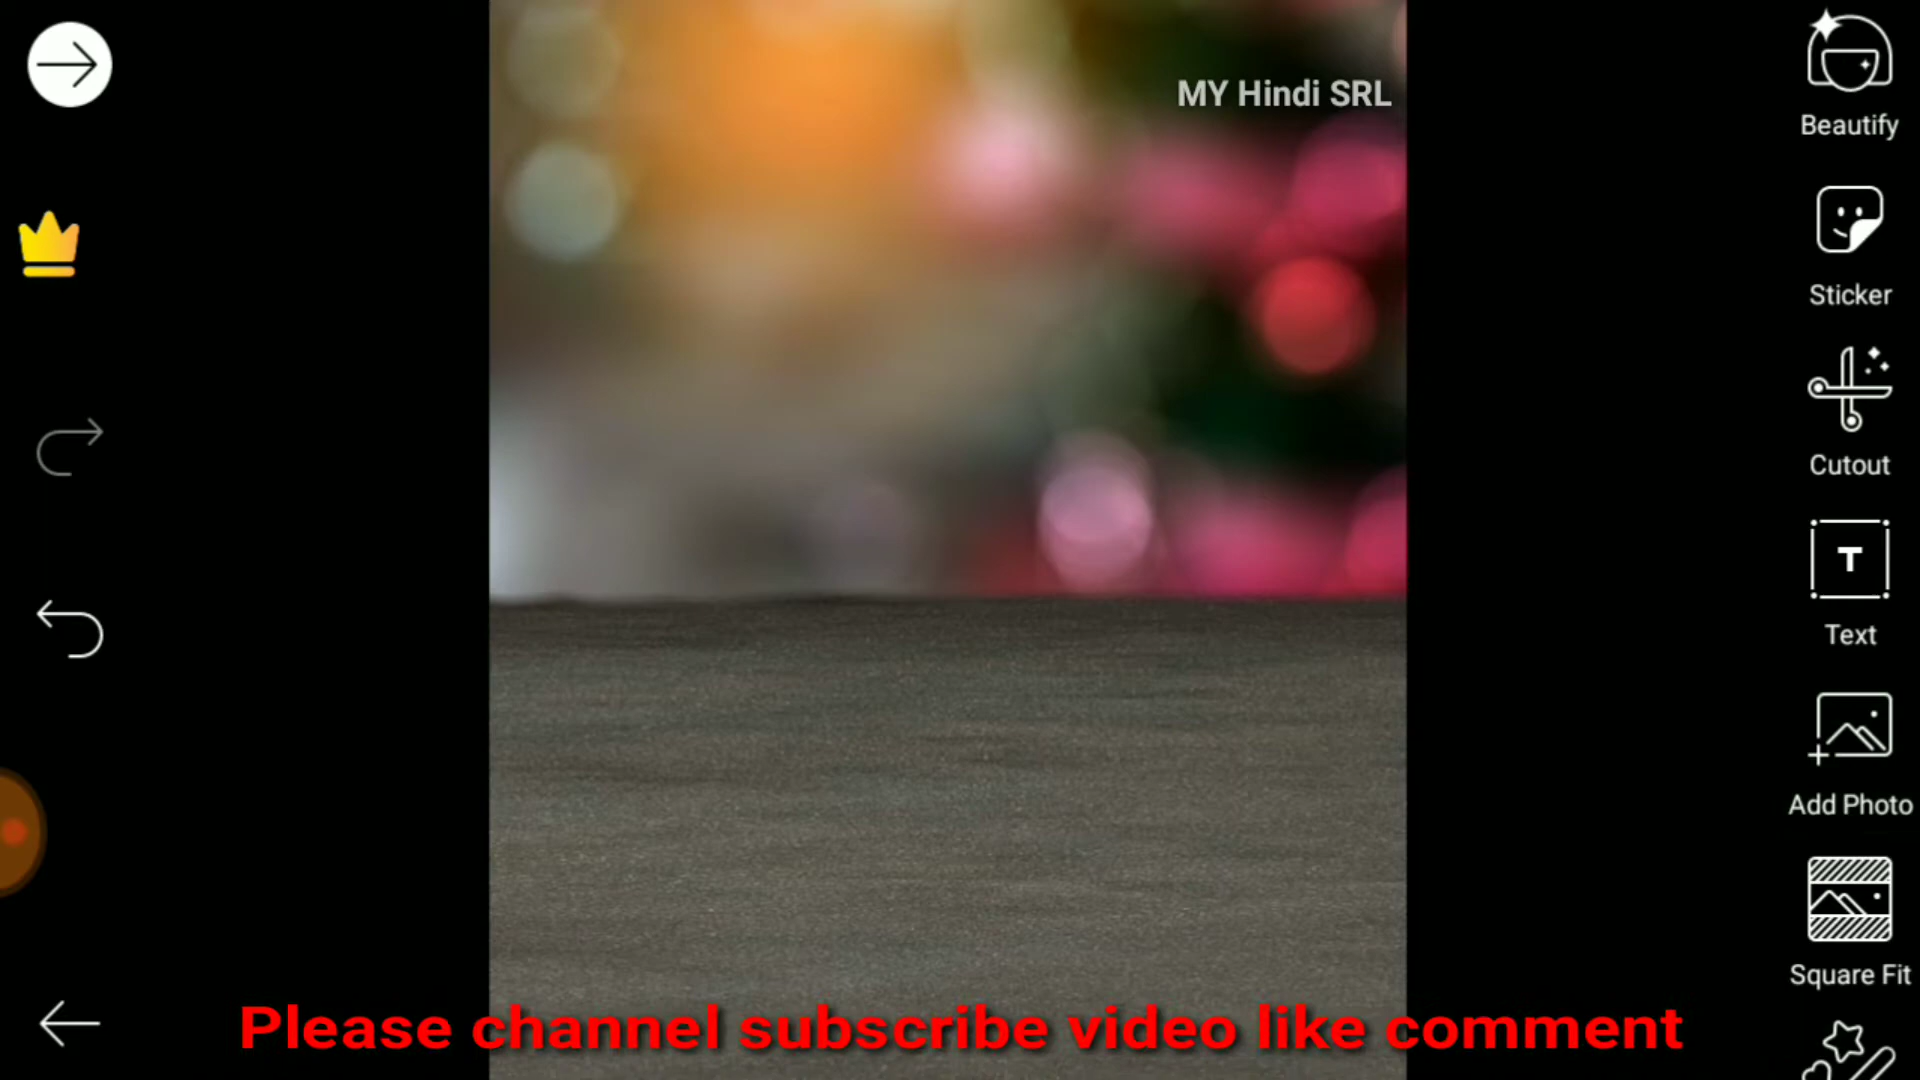 MY Hindi SRL
Beautify
Sticker
Cutout
T
Text
Add Photo
Square Fit
Please channel subscribe video like comment